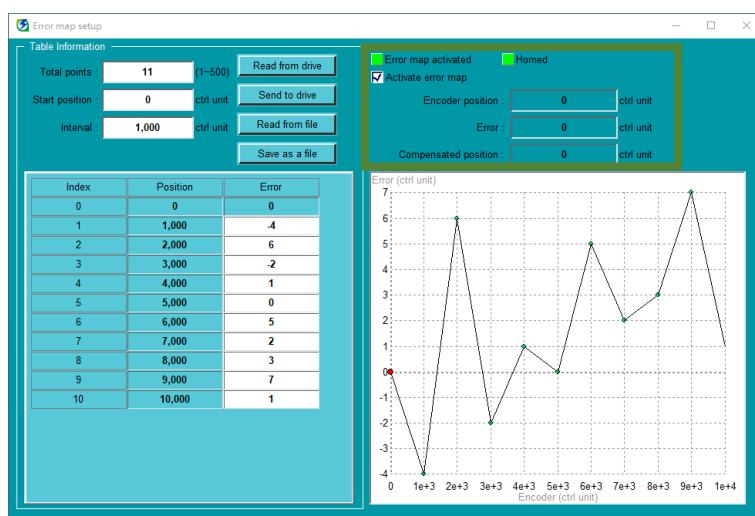 Error map setup
Table Information
Total points : 11 (1~500) Read from drive
Start position : 0 ctrl unit Send to drive
Interval : 1,000 ctrl unit Read from file
Save as a file
Error map activated Homed
Activate error map
Encoder position : 0 ctrl unit
Error : 0 ctrl unit
Compensated position : 0 ctrl unit
Index Position Error
0 0 0
1 1,000 -4
2 2,000 6
3 3,000 -2
4 4,000 1
5 5,000 0
6 6,000 5
7 7,000 2
8 8,000 3
9 9,000 7
10 10,000 1
Error (ctrl unit)
7
6
5
4
3
2
1
0
-1
-2
-3
-4
0 1e+3 2e+3 3e+3 4e+3 5e+3 6e+3 7e+3 8e+3 9e+3 1e+4
Encoder (ctrl unit)